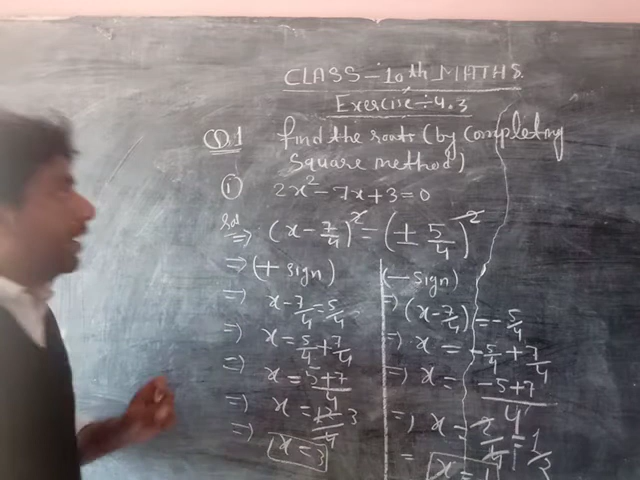 CLASS - 10th MATHS.
Exercise ÷ 4.3
Q.1 find the roots (by completing
square method)
(i) 2x² - 7x + 3 = 0
Sol ⇒ (x - 7/4)² = (± 5/4)²
⇒ (+ sign)
⇒ x - 7/4 = 5/4
⇒ x = 5/4 + 7/4
⇒ x = 5+7/4
⇒ x = 12/4 3
⇒ x = 3
(- sign)
⇒ (x - 7/4) = -5/4
⇒ x = -5/4 + 7/4
⇒ x = -5+7/4
⇒ x = 2/4 = 1/2
= x = 1